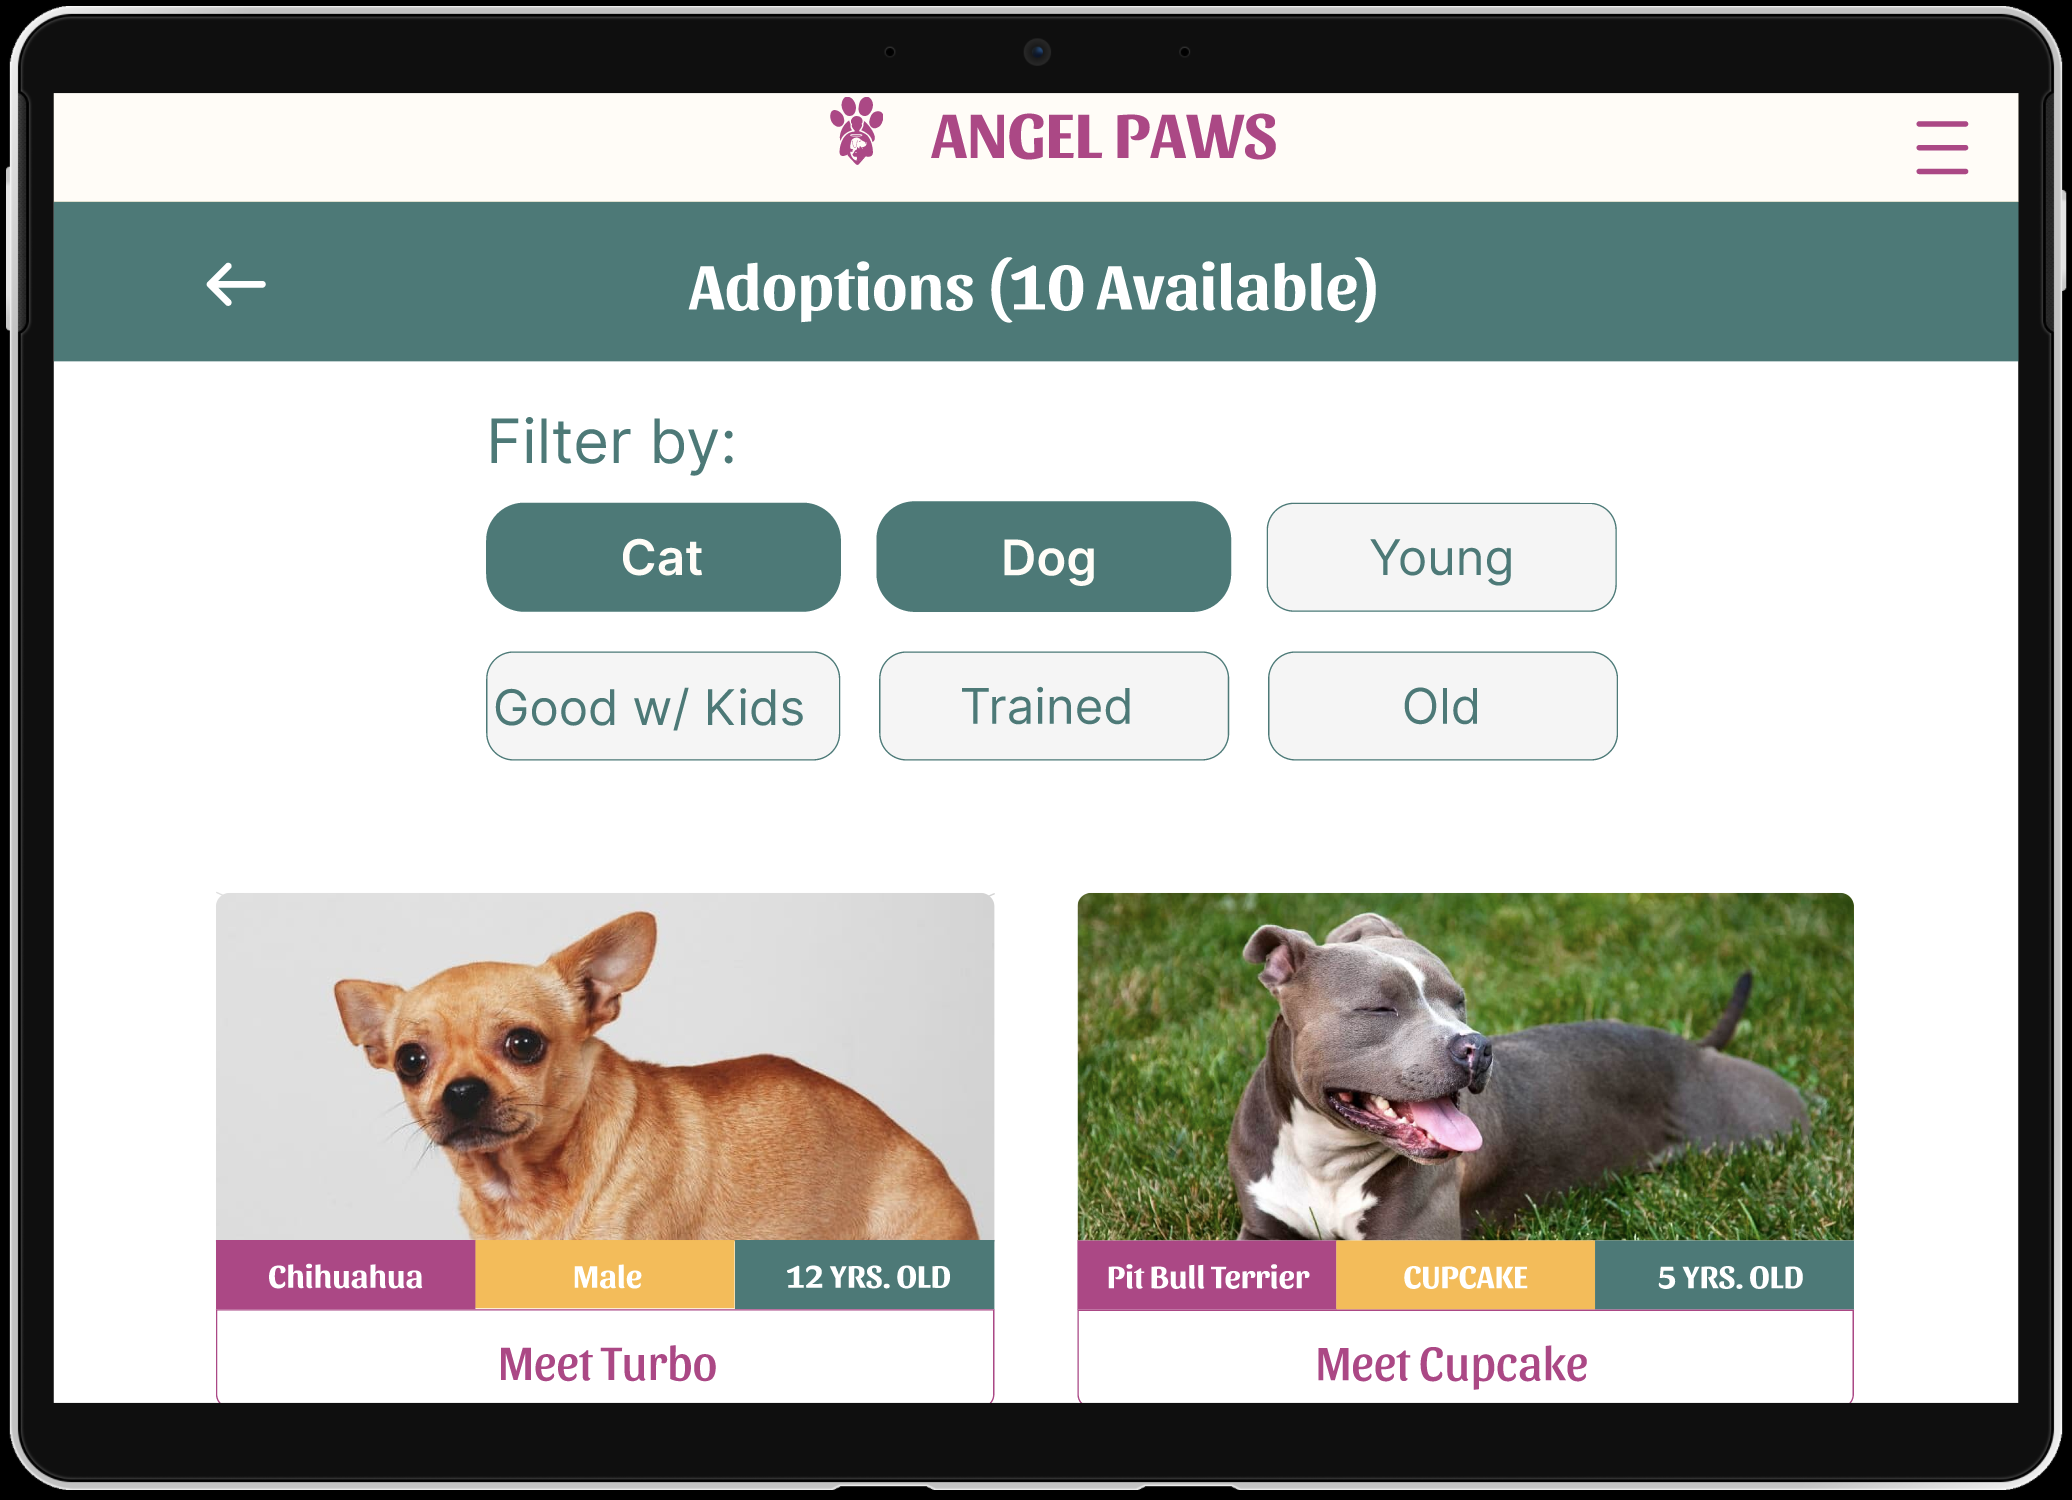 ANGEL PAWS
Adoptions (10 Available)
Filter by:
Cat
Dog
Young
Good w/ Kids
Trained
Old
Chihuahua
Male
12 YRS. OLD
Meet Turbo
Pit Bull Terrier
CUPCAKE
5 YRS. OLD
Meet Cupcake